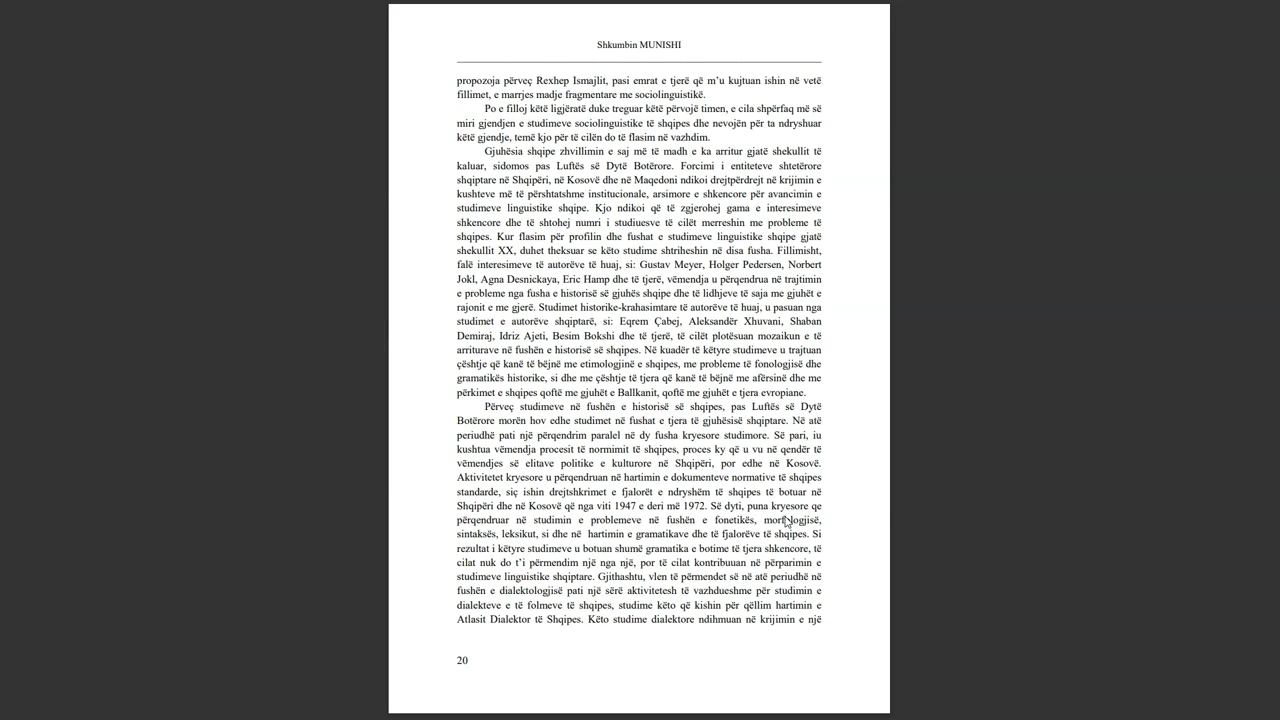 Shkumbin MUNISHI
propozoja përveç Rexhep Ismajlit, pasi emrat e tjerë që m’u kujtuan ishin në vetë
fillimet, e marrjes madje fragmentare me sociolinguistikë.
Po e filloj këtë ligjëratë duke treguar këtë përvojë timen, e cila shpërfaq më së
miri gjendjen e studimeve sociolinguistike të shqipes dhe nevojën për ta ndryshuar
këtë gjendje, temë kjo për të cilën do të flasim në vazhdim.
Gjuhësia shqipe zhvillimin e saj më të madh e ka arritur gjatë shekullit të
kaluar, sidomos pas Luftës së Dytë Botërore. Forcimi i entiteteve shtetërore
shqiptare në Shqipëri, në Kosovë dhe në Maqedoni ndikoi drejtpërdrejt në krijimin e
kushteve më të përshtatshme institucionale, arsimore e shkencore për avancimin e
studimeve linguistike shqipe. Kjo ndikoi që të zgjerohej gama e interesimeve
shkencore dhe të shtohej numri i studiuesve të cilët merreshin me probleme të
shqipes. Kur flasim për profilin dhe fushat e studimeve linguistike shqipe gjatë
shekullit XX, duhet theksuar se këto studime shtriheshin në disa fusha. Fillimisht,
falë interesimeve të autorëve të huaj, si: Gustav Meyer, Holger Pedersen, Norbert
Jokl, Agna Desnickaya, Eric Hamp dhe të tjerë, vëmendja u përqendrua në trajtimin
e probleme nga fusha e historisë së gjuhës shqipe dhe të lidhjeve të saja me gjuhët e
rajonit e me gjerë. Studimet historike-krahasimtare të autorëve të huaj, u pasuan nga
studimet e autorëve shqiptarë, si: Eqrem Çabej, Aleksandër Xhuvani, Shaban
Demiraj, Idriz Ajeti, Besim Bokshi dhe të tjerë, të cilët plotësuan mozaikun e të
arriturave në fushën e historisë së shqipes. Në kuadër të këtyre studimeve u trajtuan
çështje që kanë të bëjnë me etimologjinë e shqipes, me probleme të fonologjisë dhe
gramatikës historike, si dhe me çështje të tjera që kanë të bëjnë me afërsinë dhe me
përkimet e shqipes qoftë me gjuhët e Ballkanit, qoftë me gjuhët e tjera evropiane.
Përveç studimeve në fushën e historisë së shqipes, pas Luftës së Dytë
Botërore morën hov edhe studimet në fushat e tjera të gjuhësisë shqiptare. Në atë
periudhë pati një përqendrim paralel në dy fusha kryesore studimore. Së pari, iu
kushtua vëmendja procesit të normimit të shqipes, proces ky që u vu në qendër të
vëmendjes së elitave politike e kulturore në Shqipëri, por edhe në Kosovë.
Aktivitetet kryesore u përqendruan në hartimin e dokumenteve normative të shqipes
standarde, siç ishin drejtshkrimet e fjalorët e ndryshëm të shqipes të botuar në
Shqipëri dhe në Kosovë që nga viti 1947 e deri më 1972. Së dyti, puna kryesore qe
përqendruar në studimin e problemeve në fushën e fonetikës, morfologjisë,
sintaksës, leksikut, si dhe në hartimin e gramatikave dhe të fjalorëve të shqipes. Si
rezultat i këtyre studimeve u botuan shumë gramatika e botime të tjera shkencore, të
cilat nuk do t’i përmendim një nga një, por të cilat kontribuuan në përparimin e
studimeve linguistike shqiptare. Gjithashtu, vlen të përmendet së në atë periudhë në
fushën e dialektologjisë pati një sërë aktivitetesh të vazhdueshme për studimin e
dialekteve e të folmeve të shqipes, studime këto që kishin për qëllim hartimin e
Atlasit Dialektor të Shqipes. Këto studime dialektore ndihmuan në krijimin e një
20